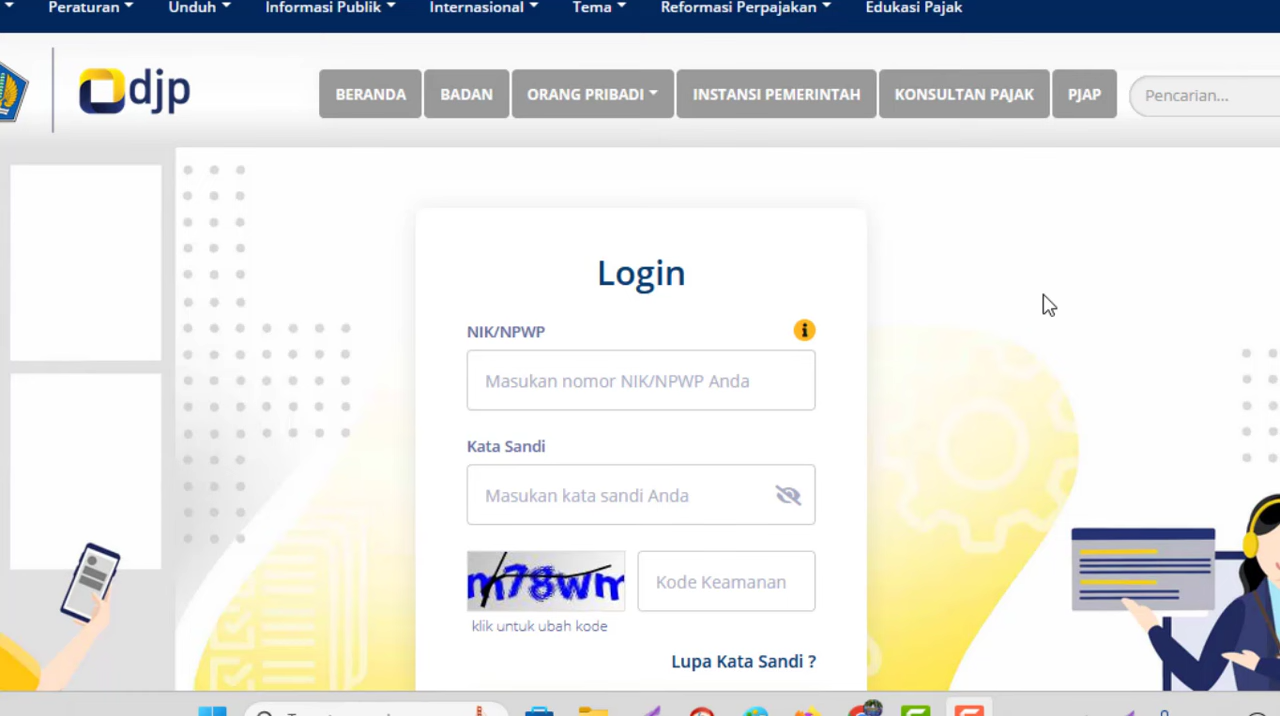 Peraturan Unduh Informasi Publik Internasional Tema Reformasi Perpajakan Edukasi Pajak
djp BERANDA BADAN ORANG PRIBADI INSTANSI PEMERINTAH KONSULTAN PAJAK PJAP Pencarian...
Login
NIK/NPWP
Masukan nomor NIK/NPWP Anda
Kata Sandi
Masukan kata sandi Anda
m78wm Kode Keamanan
klik untuk ubah kode
Lupa Kata Sandi ?